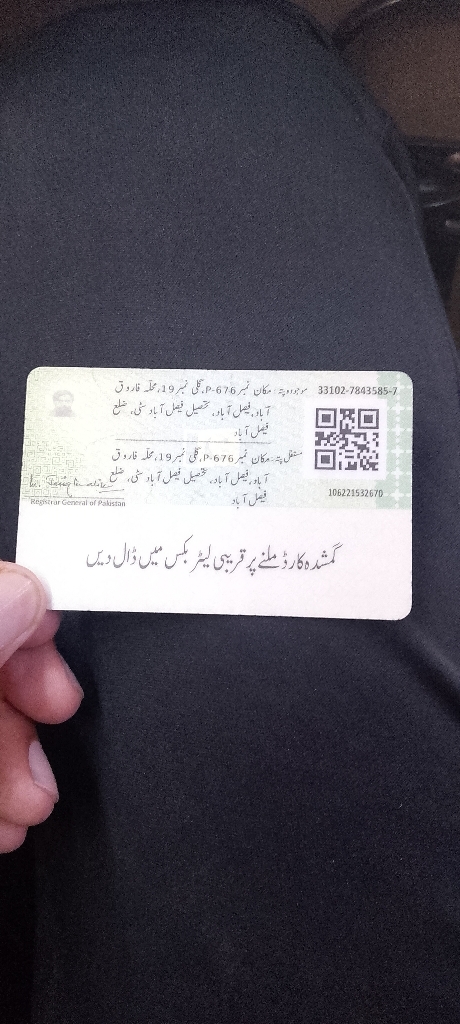 33102-7843585-7
موجودہ پتہ: مکان نمبر P-676، گلی نمبر 19، محلہ فاروق
آباد، فیصل آباد، تحصیل فیصل آباد سٹی، ضلع
فیصل آباد
مستقل پتہ: مکان نمبر P-676، گلی نمبر 19، محلہ فاروق
آباد، فیصل آباد، تحصیل فیصل آباد سٹی، ضلع
فیصل آباد
106221532670
Registrar General of Pakistan
گمشدہ کارڈ ملنے پر قریبی لیٹر بکس میں ڈال دیں